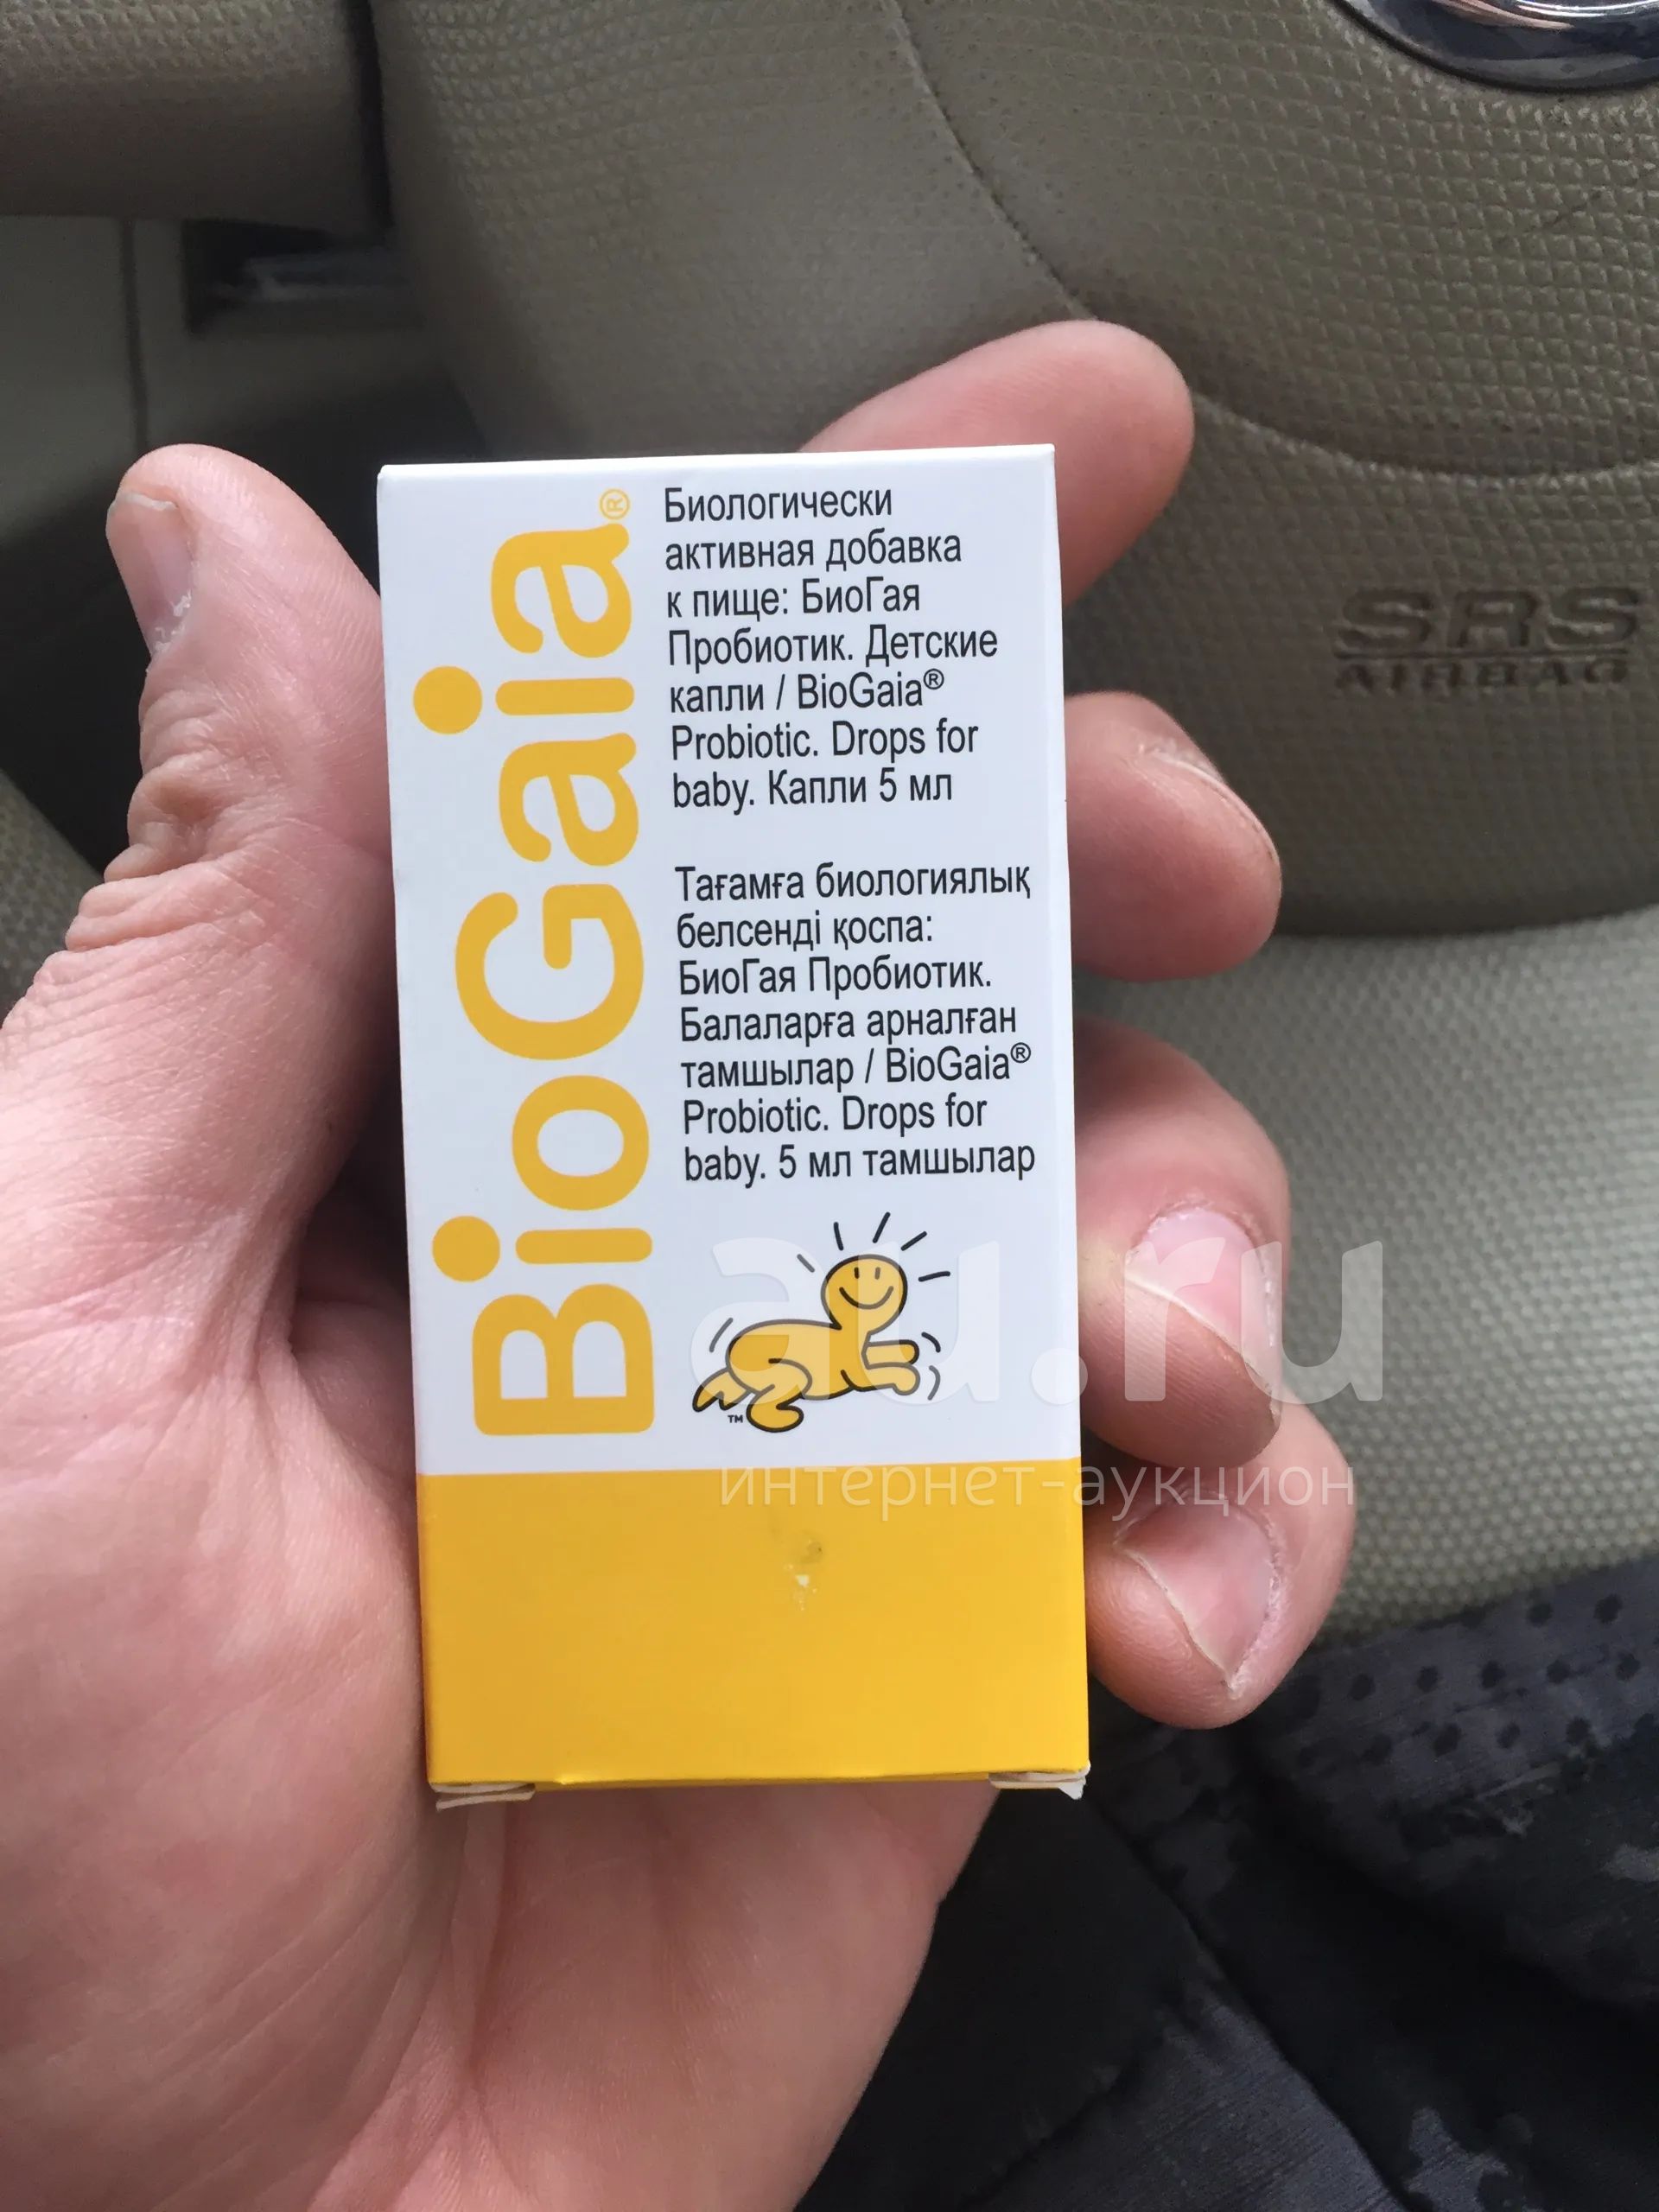 BioGaia®
Биологически
активная добавка
к пище: БиоГая
Пробиотик. Детские
капли / BioGaia®
Probiotic. Drops for
baby. Капли 5 мл
Тағамға биологиялық
белсенді қоспа:
БиоГая Пробиотик.
Балаларға арналған
тамшылар / BioGaia®
Probiotic. Drops for
baby. 5 мл тамшылар
TM
SRS
AIRBAG
au.ru
интернет-аукцион